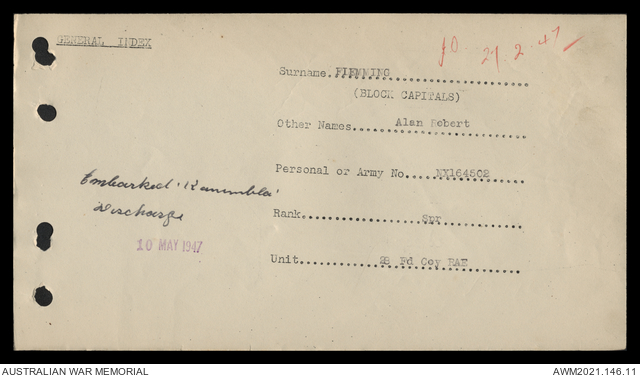 GENERAL INDEX
fD. 21.2.47
Surname. FLEMMING
(BLOCK CAPITALS)
Other Names. Alan Robert
Personal or Army No. NX164502
Embarked 'Kanimbla'
Discharge
Rank. Spr
10 MAY 1947
Unit. 28 Fd Coy RAE
AUSTRALIAN WAR MEMORIAL
AWM2021.146.11